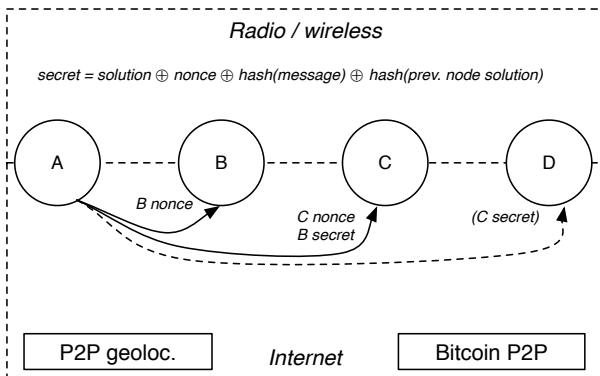 Radio / wireless
secret = solution ⊕ nonce ⊕ hash(message) ⊕ hash(prev. node solution)
A
B
C
D
B nonce
C nonce
B secret
(C secret)
P2P geoloc.
Internet
Bitcoin P2P